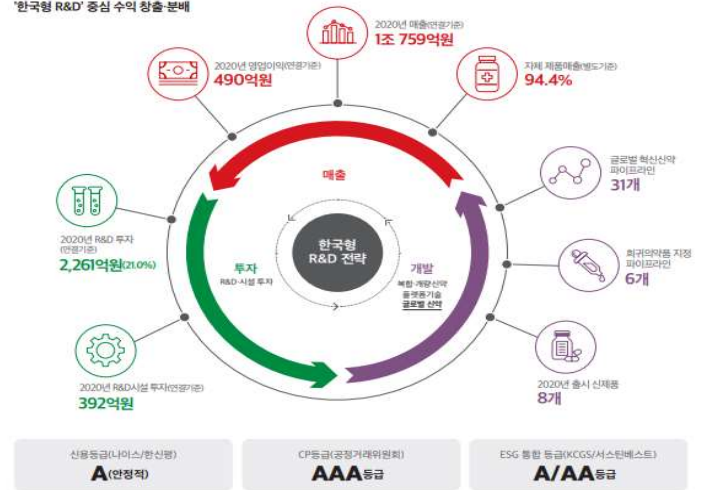 '한국형 R&D' 중심 수익 창출·분배
2020년 매출(연결기준)
1조 759억원
2020년 영업이익(연결기준)
490억원
자체 제품매출(별도기준)
94.4%
글로벌 혁신신약
파이프라인
31개
매출
2020년 R&D 투자
(연결기준)
2,261억원(21.0%)
한국형
R&D 전략
투자
R&D·시설 투자
개발
복합·개량신약
플랫폼기술
글로벌 신약
희귀의약품 지정
파이프라인
6개
2020년 R&D시설 투자(연결기준)
392억원
2020년 출시 신제품
8개
신용등급(나이스/한신평)
A(안정적)
CP등급(공정거래위원회)
AAA등급
ESG 통합 등급(KCGS/서스틴베스트)
A/AA등급